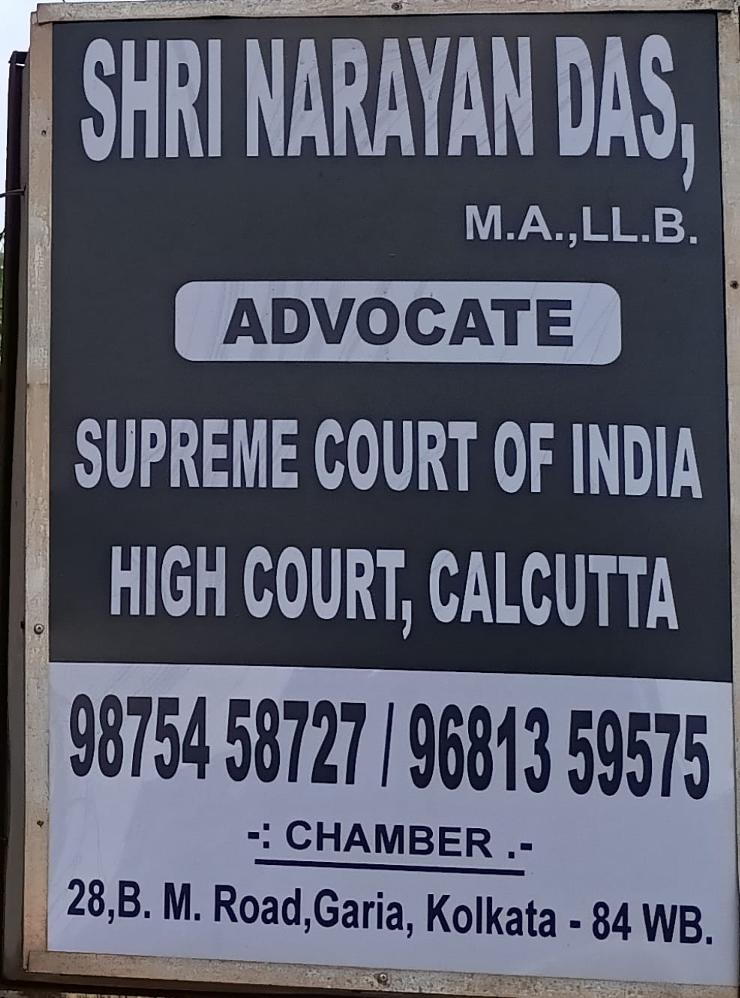 SHRI NARAYAN DAS,
M.A.,LL.B.
ADVOCATE
SUPREME COURT OF INDIA
HIGH COURT, CALCUTTA
98754 58727 / 96813 59575
-: CHAMBER .-
28,B. M. Road,Garia, Kolkata - 84 WB.